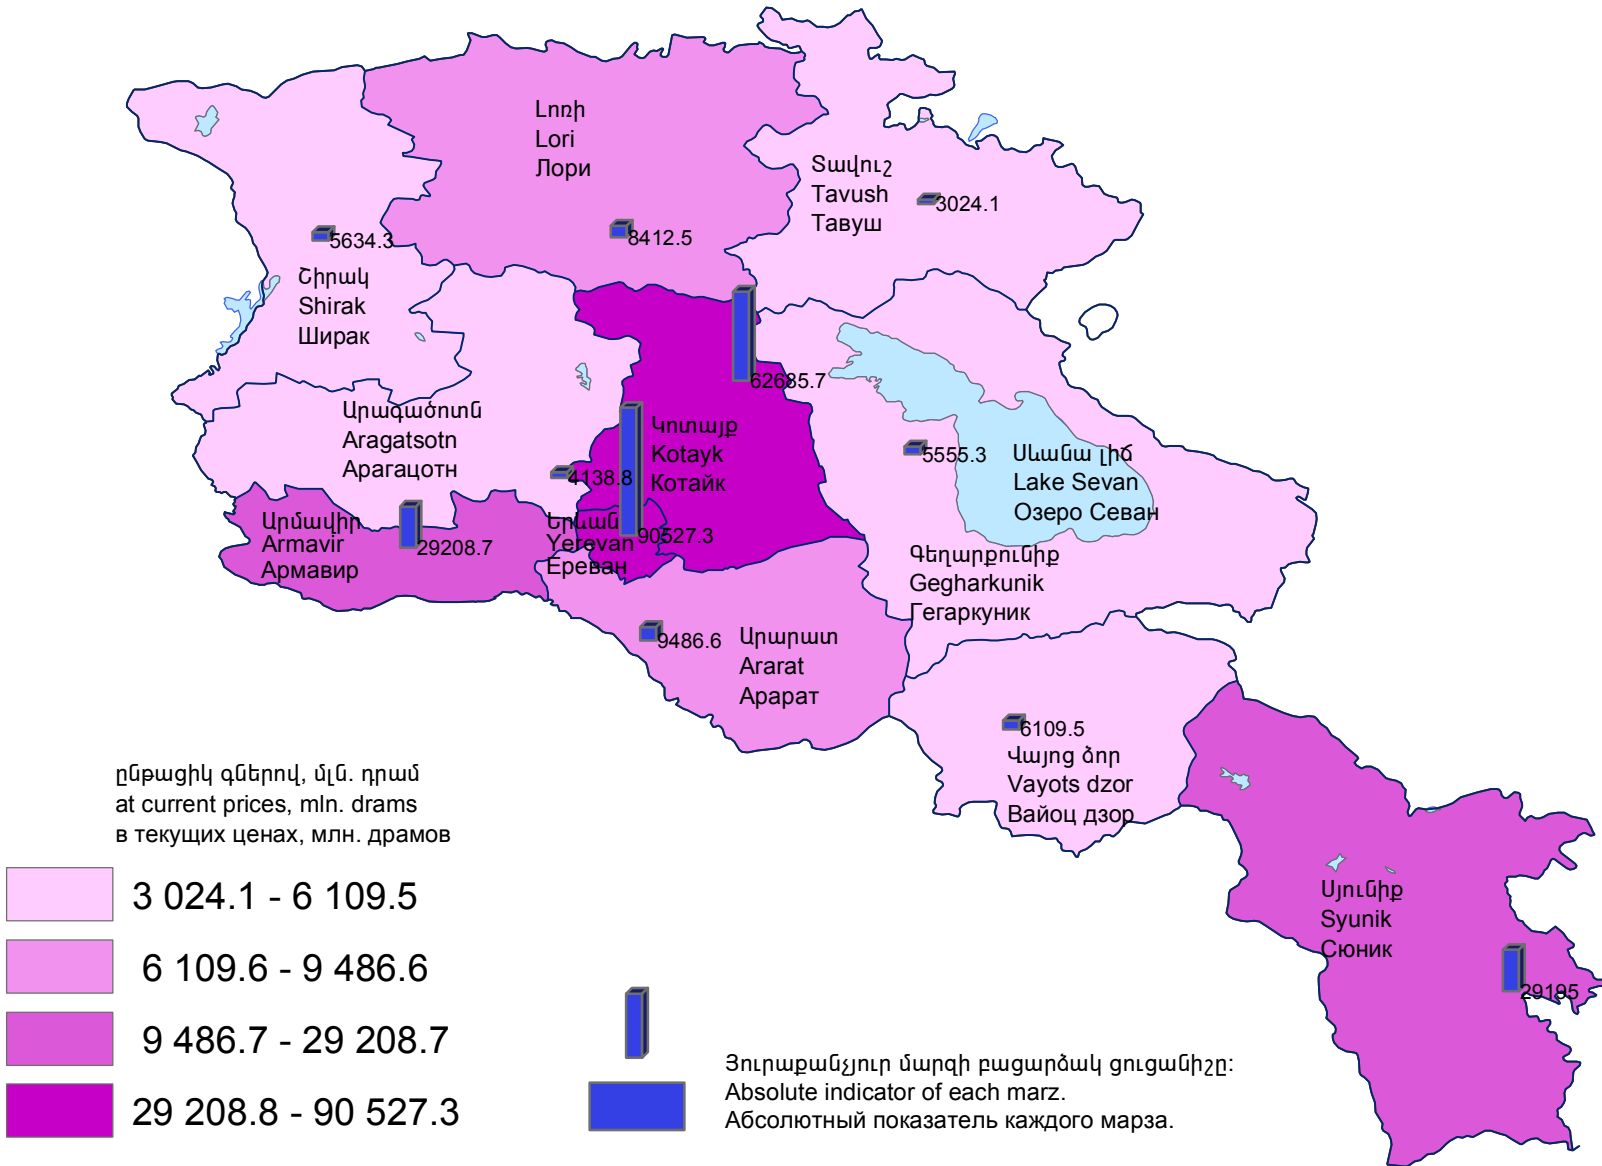 Լոռի
Lori
Лори
Տավուշ
Tavush
Тавуш
3024.1
5634.3
8412.5
Շիրակ
Shirak
Ширак
62685.7
Արագածոտն
Aragatsotn
Арагацотн
Կոտայք
Kotayk
Котайк
4138.8
5555.3
Սևանա լիճ
Lake Sevan
Озеро Севан
Արմավիր
Armavir
Армавир
29208.7
Երևան
Yerevan
Ереван
90527.3
Գեղարքունիք
Gegharkunik
Гегаркуник
9486.6
Արարատ
Ararat
Арарат
6109.5
Վայոց ձոր
Vayots dzor
Вайоц дзор
Սյունիք
Syunik
Сюник
29195
ընթացիկ գներով, մլն. դրամ
at current prices, mln. drams
в текущих ценах, млн. драмов
3 024.1 - 6 109.5
6 109.6 - 9 486.6
9 486.7 - 29 208.7
29 208.8 - 90 527.3
Յուրաքանչյուր մարզի բացարձակ ցուցանիշը:
Absolute indicator of each marz.
Абсолютный показатель каждого марза.